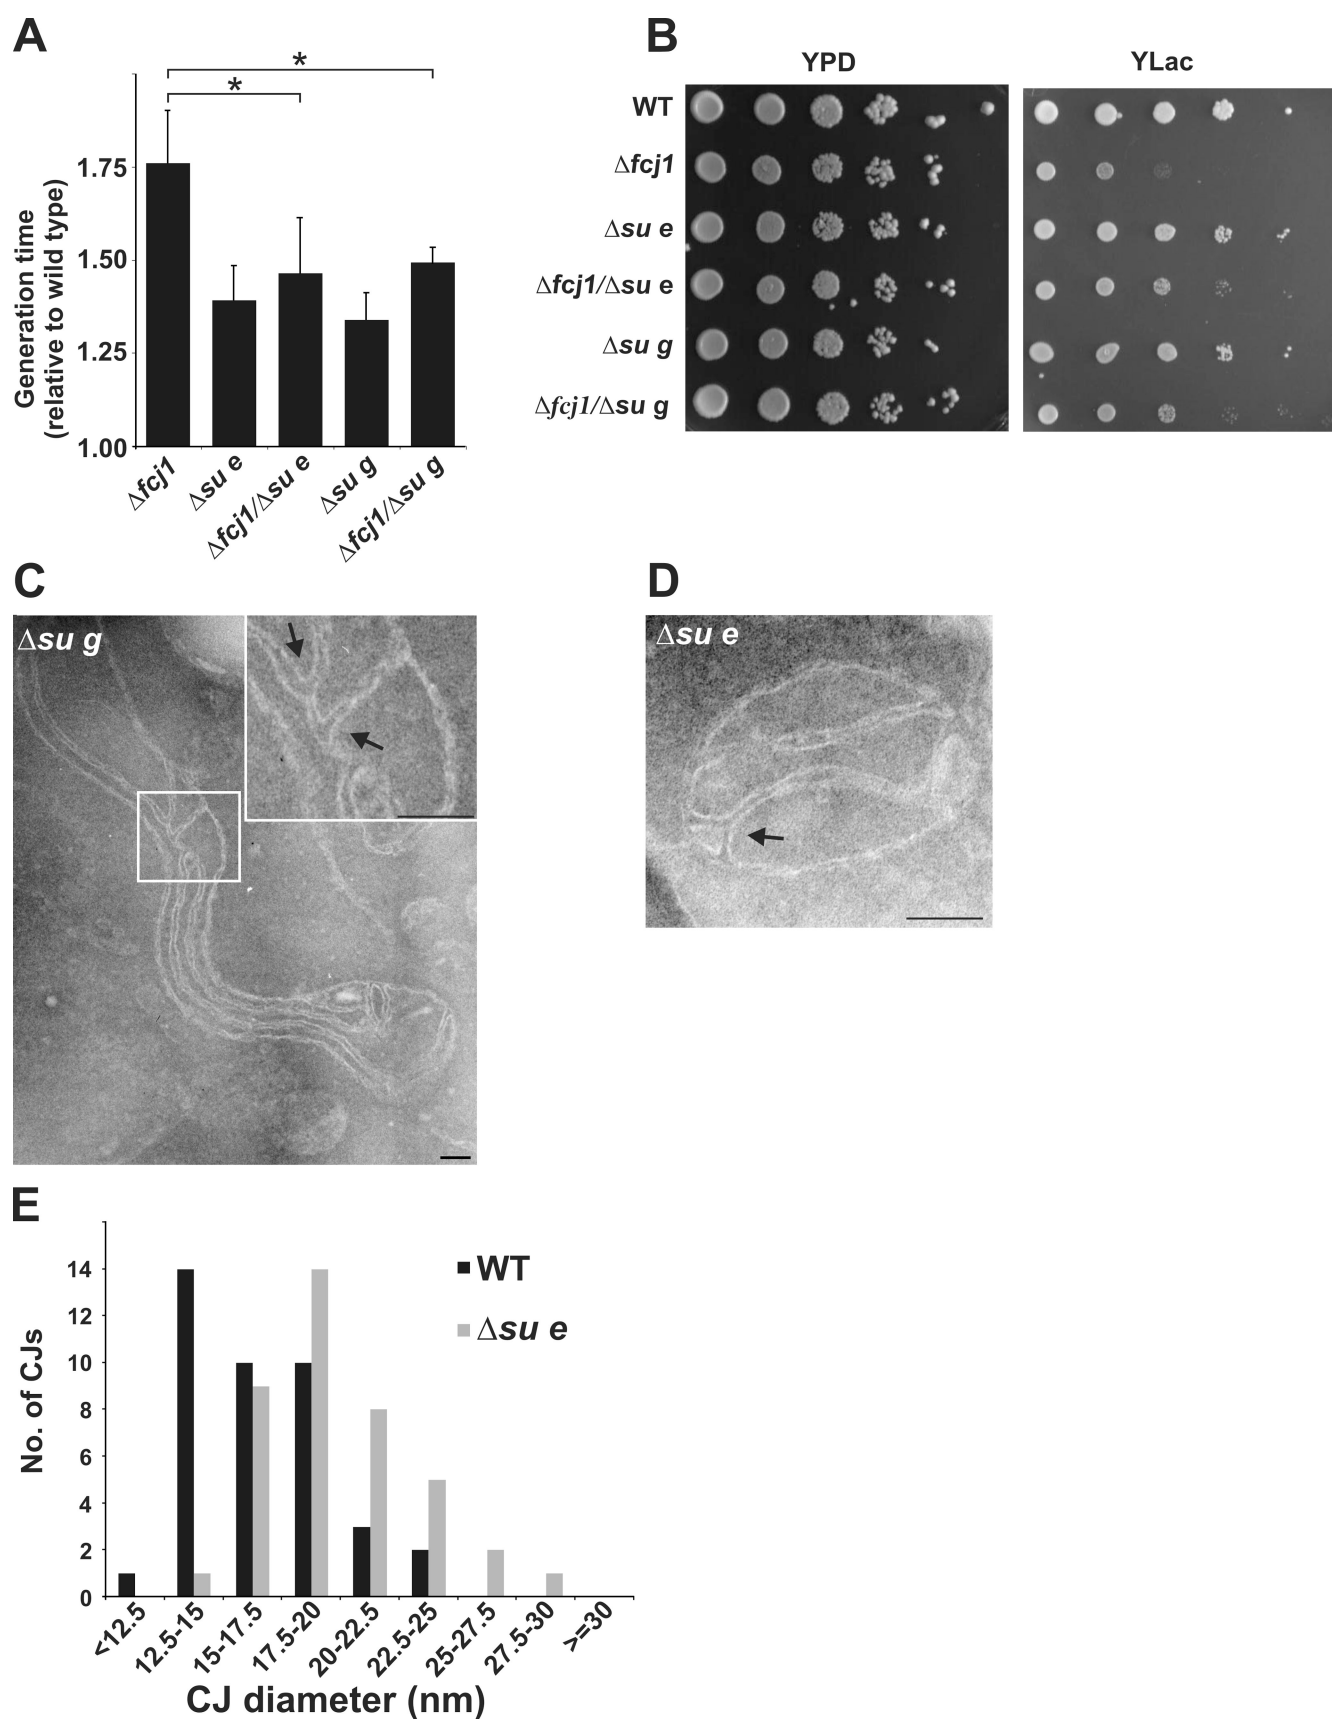 A
*
*
1.75
1.50
1.25
1.00
Generation time
(relative to wild type)
Δfcj1
Δsu e
Δfcj1/Δsu e
Δsu g
Δfcj1/Δsu g
B
YPD
YLac
WT
Δfcj1
Δsu e
Δfcj1/Δsu e
Δsu g
Δfcj1/Δsu g
C
Δsu g
D
Δsu e
E
14
12
10
8
6
4
2
0
No. of CJs
WT
Δsu e
<12.5
12.5-15
15-17.5
17.5-20
20-22.5
22.5-25
25-27.5
27.5-30
>=30
CJ diameter (nm)